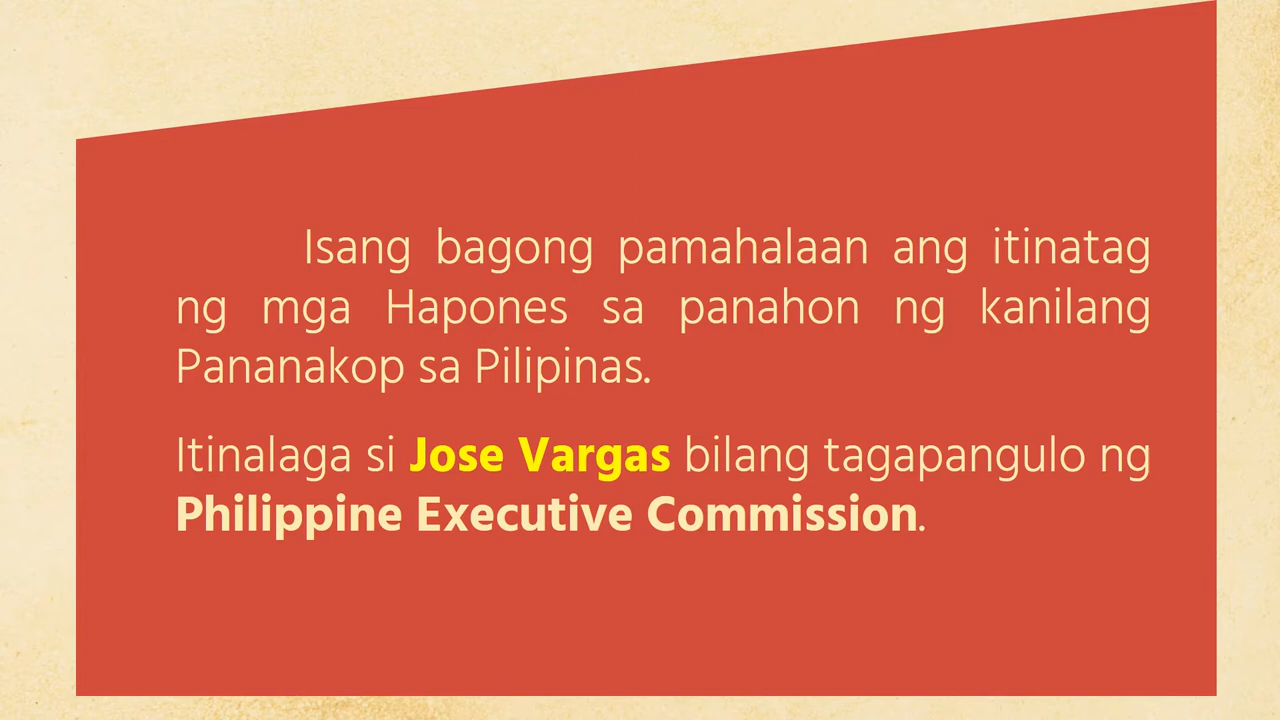 Isang bagong pamahalaan ang itinatag
ng mga Hapones sa panahon ng kanilang
Pananakop sa Pilipinas.
Itinalaga si Jose Vargas bilang tagapangulo ng
Philippine Executive Commission.